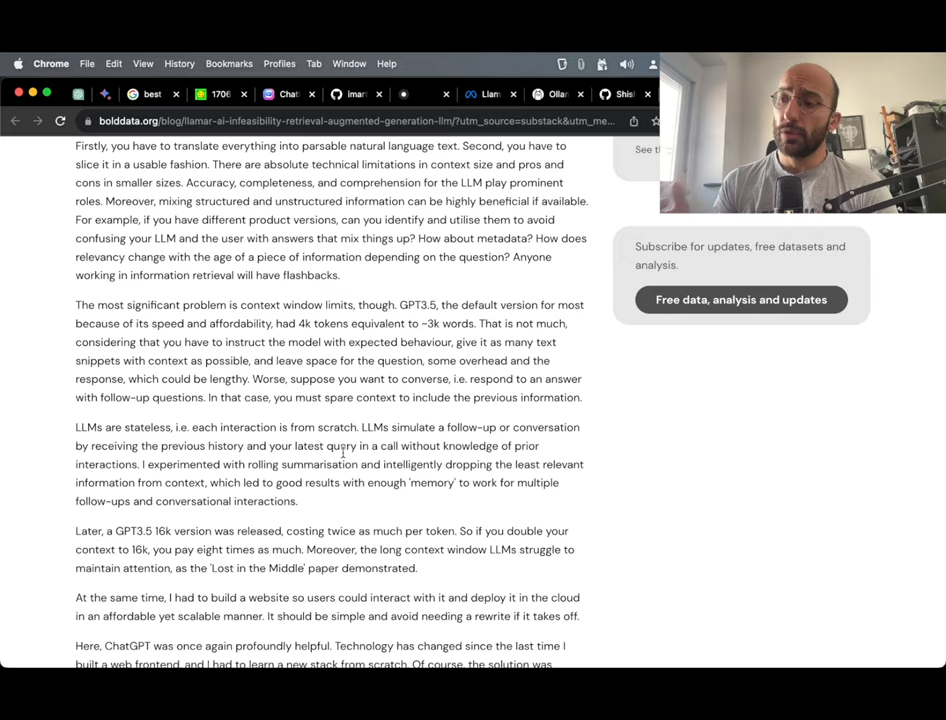 Chrome File Edit View History Bookmarks Profiles Tab Window Help
best 1706 Chat imar Llam Ollan Shis
bolddata.org/blog/llamar-ai-infeasibility-retrieval-augmented-generation-llm/?utm_source=substack&utm_me...
Firstly, you have to translate everything into parsable natural language text. Second, you have to
slice it in a usable fashion. There are absolute technical limitations in context size and pros and
cons in smaller sizes. Accuracy, completeness, and comprehension for the LLM play prominent
roles. Moreover, mixing structured and unstructured information can be highly beneficial if available.
For example, if you have different product versions, can you identify and utilise them to avoid
confusing your LLM and the user with answers that mix things up? How about metadata? How does
relevancy change with the age of a piece of information depending on the question? Anyone
working in information retrieval will have flashbacks.
The most significant problem is context window limits, though. GPT3.5, the default version for most
because of its speed and affordability, had 4k tokens equivalent to ~3k words. That is not much,
considering that you have to instruct the model with expected behaviour, give it as many text
snippets with context as possible, and leave space for the question, some overhead and the
response, which could be lengthy. Worse, suppose you want to converse, i.e. respond to an answer
with follow-up questions. In that case, you must spare context to include the previous information.
LLMs are stateless, i.e. each interaction is from scratch. LLMs simulate a follow-up or conversation
by receiving the previous history and your latest query in a call without knowledge of prior
interactions. I experimented with rolling summarisation and intelligently dropping the least relevant
information from context, which led to good results with enough 'memory' to work for multiple
follow-ups and conversational interactions.
Later, a GPT3.5 16k version was released, costing twice as much per token. So if you double your
context to 16k, you pay eight times as much. Moreover, the long context window LLMs struggle to
maintain attention, as the 'Lost in the Middle' paper demonstrated.
At the same time, I had to build a website so users could interact with it and deploy it in the cloud
in an affordable yet scalable manner. It should be simple and avoid needing a rewrite if it takes off.
Here, ChatGPT was once again profoundly helpful. Technology has changed since the last time I
built a web frontend, and I had to learn a new stack from scratch. Of course, the solution was
See th
Subscribe for updates, free datasets and
analysis.
Free data, analysis and updates